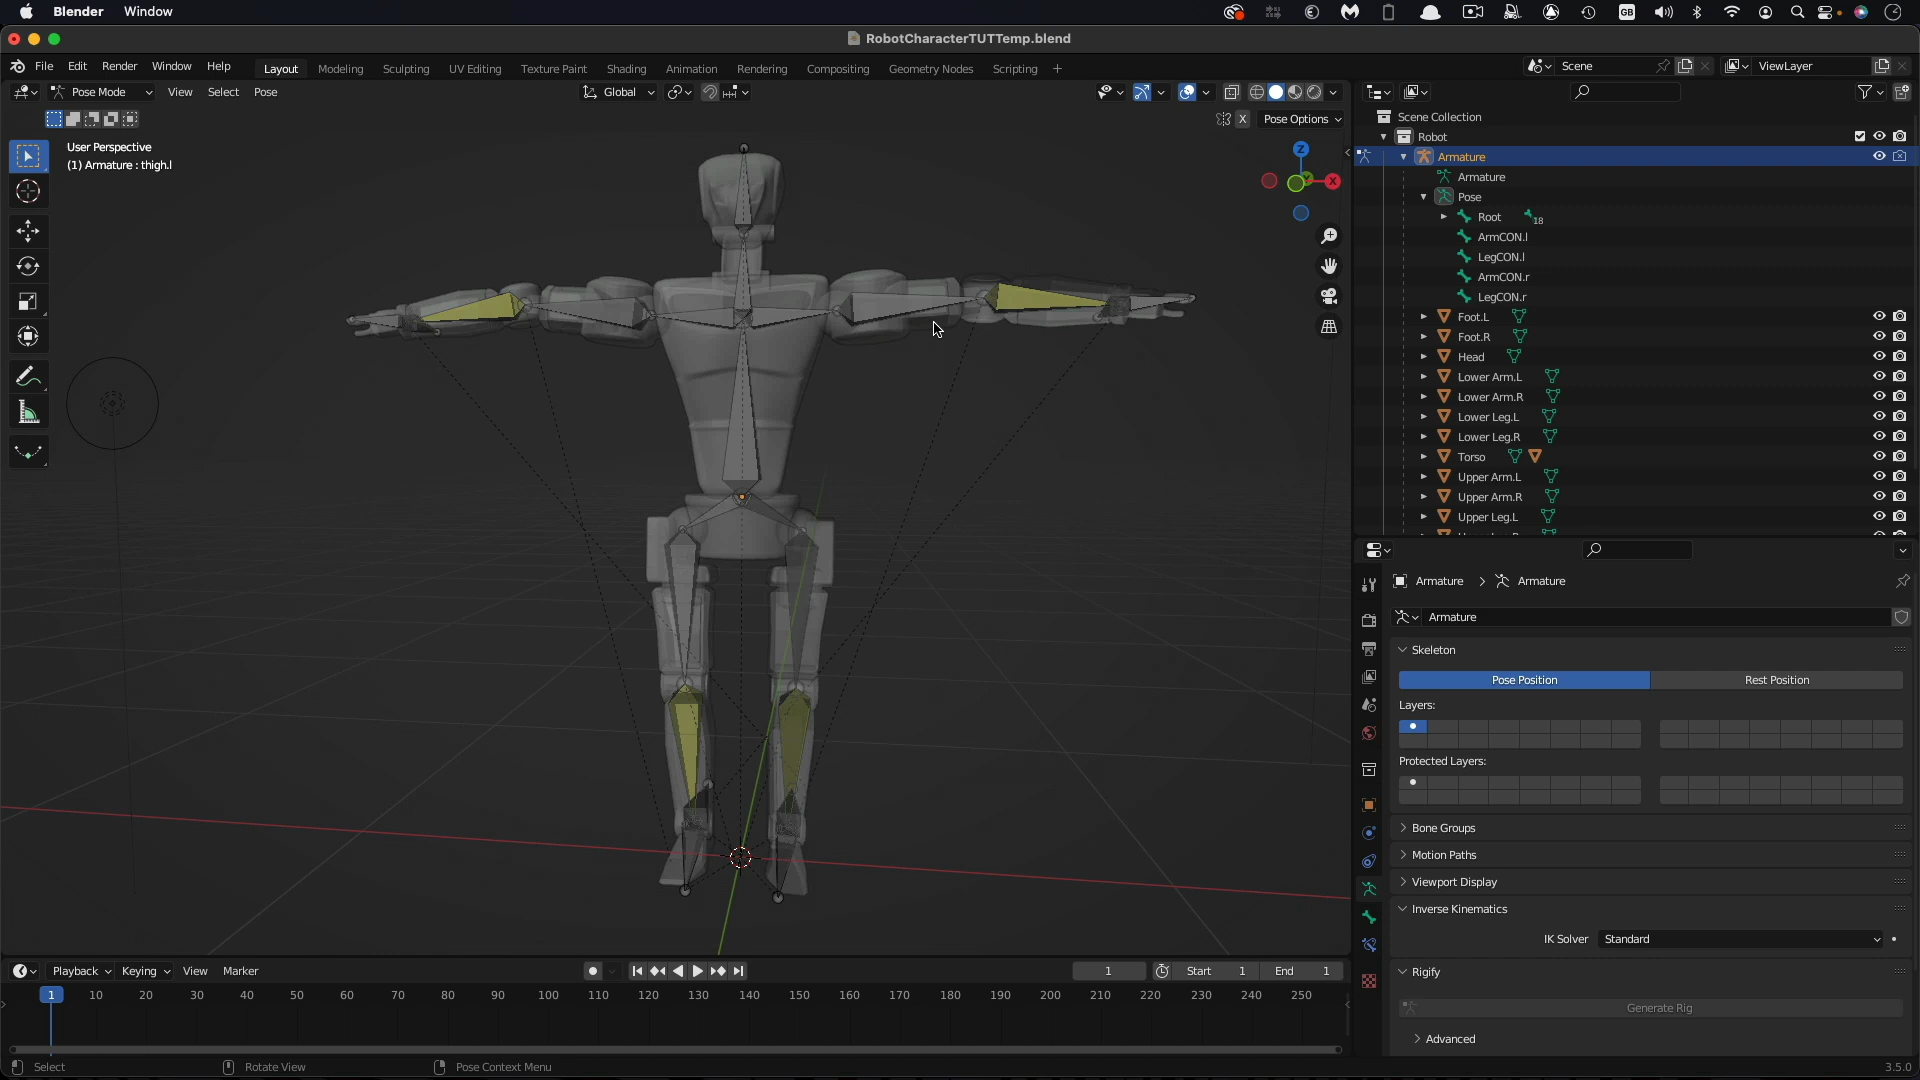 Blender Window
GB
RobotCharacterTUTTemp.blend
File Edit Render Window Help Layout Modeling Sculpting UV Editing Texture Paint Shading Animation Rendering Compositing Geometry Nodes Scripting + Scene ViewLayer
Pose Mode View Select Pose Global
X Pose Options
User Perspective
(1) Armature : thigh.l
Z
X
Scene Collection
Robot
Armature
Armature
Pose
Root 18
ArmCON.l
LegCON.l
ArmCON.r
LegCON.r
Foot.L
Foot.R
Head
Lower Arm.L
Lower Arm.R
Lower Leg.L
Lower Leg.R
Torso
Upper Arm.L
Upper Arm.R
Upper Leg.L
Armature > Armature
Armature
Skeleton
Pose Position Rest Position
Layers:
Protected Layers:
Bone Groups
Motion Paths
Viewport Display
Inverse Kinematics
IK Solver Standard
Rigify
Generate Rig
Advanced
Playback Keying View Marker 1 Start 1 End 1
1 10 20 30 40 50 60 70 80 90 100 110 120 130 140 150 160 170 180 190 200 210 220 230 240 250
Select Rotate View Pose Context Menu 3.5.0